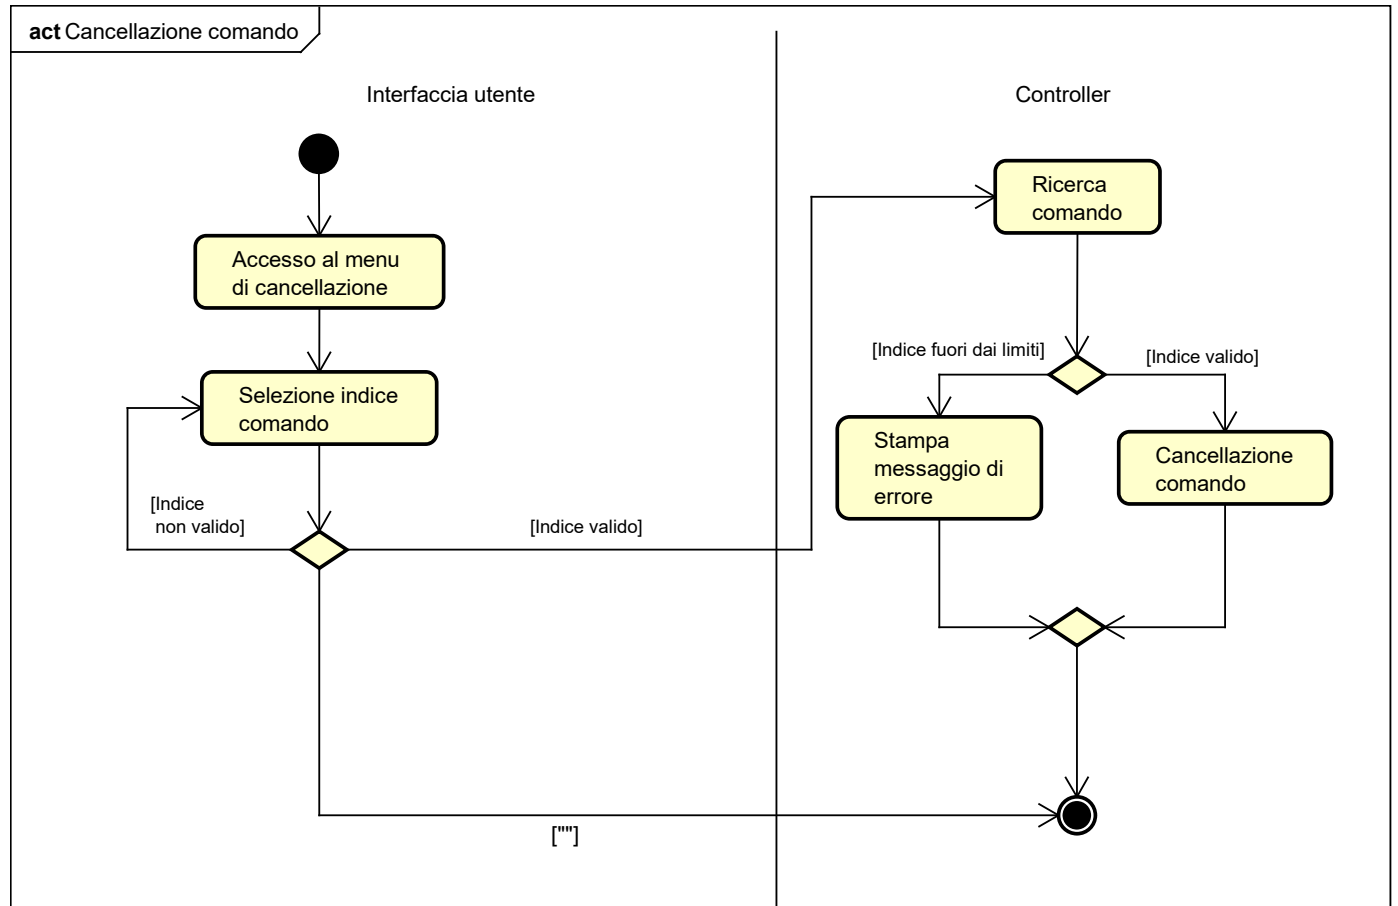 act Cancellazione comando
Interfaccia utente
Controller
Ricerca
comando
Accesso al menu
di cancellazione
[Indice fuori dai limiti]
[Indice valido]
Selezione indice
comando
Stampa
messaggio di
errore
Cancellazione
comando
[Indice
non valido]
[Indice valido]
[""]